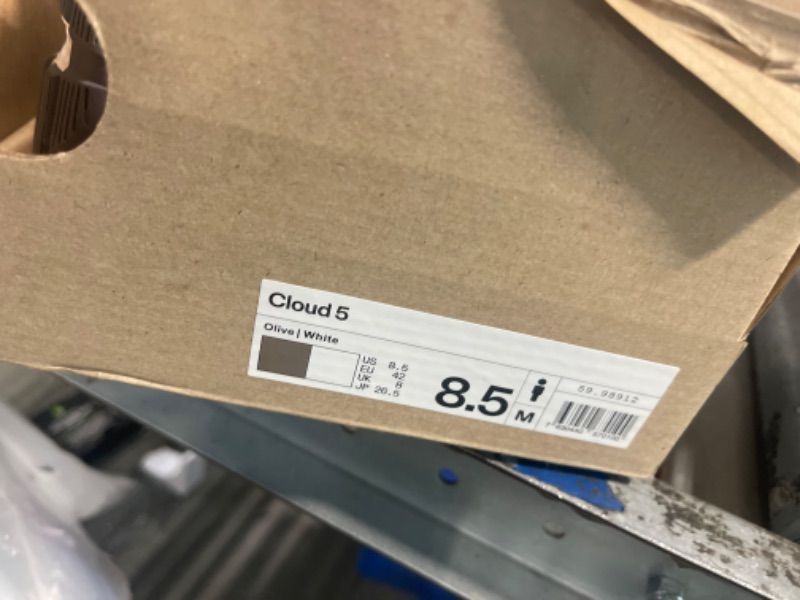 Cloud 5
Olive | White
US 8.5
EU 42
UK 8
JP 26.5
8.5
M
59.98912